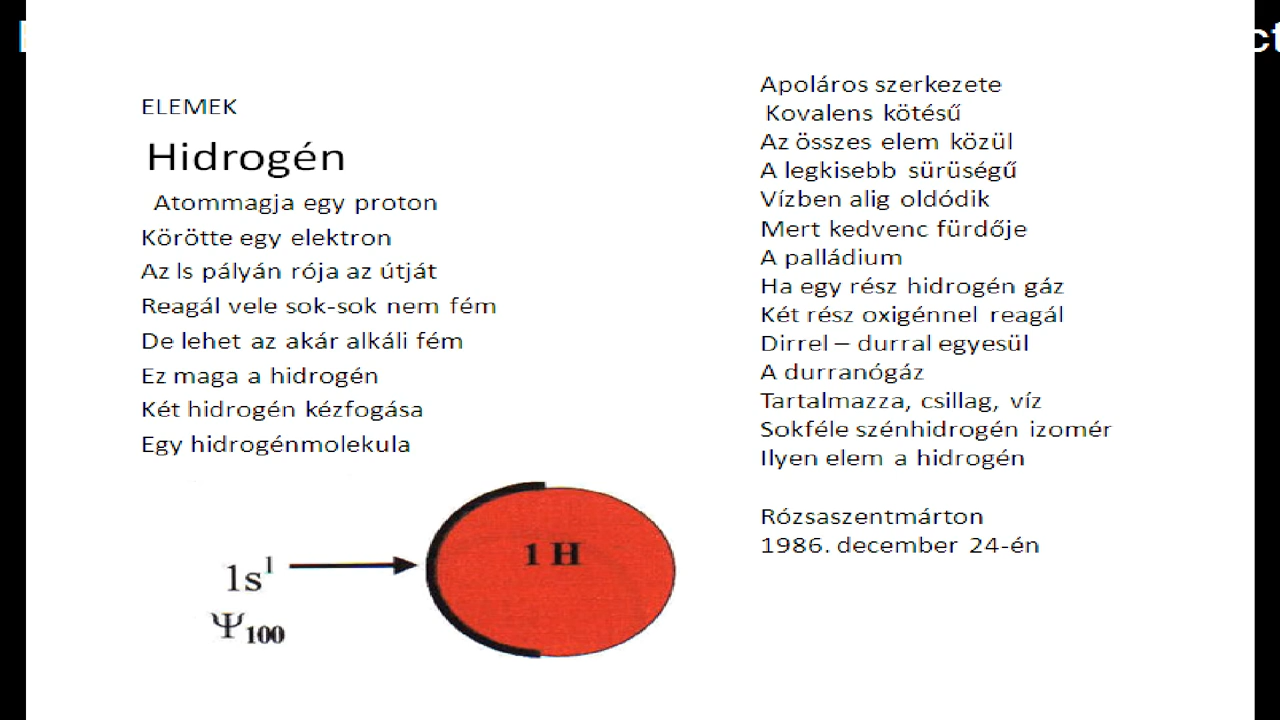 ct
ELEMEK
Hidrogén
Atommagja egy proton
Körötte egy elektron
Az ls pályán rója az útját
Reagál vele sok-sok nem fém
De lehet az akár alkáli fém
Ez maga a hidrogén
Két hidrogén kézfogása
Egy hidrogénmolekula
1s¹
Ψ₁₀₀
1 H
Apoláros szerkezete
Kovalens kötésű
Az összes elem közül
A legkisebb sürüségű
Vízben alig oldódik
Mert kedvenc fürdője
A palládium
Ha egy rész hidrogén gáz
Két rész oxigénnel reagál
Dirrel – durral egyesül
A durranógáz
Tartalmazza, csillag, víz
Sokféle szénhidrogén izomér
Ilyen elem a hidrogén
Rózsaszentmárton
1986. december 24-én